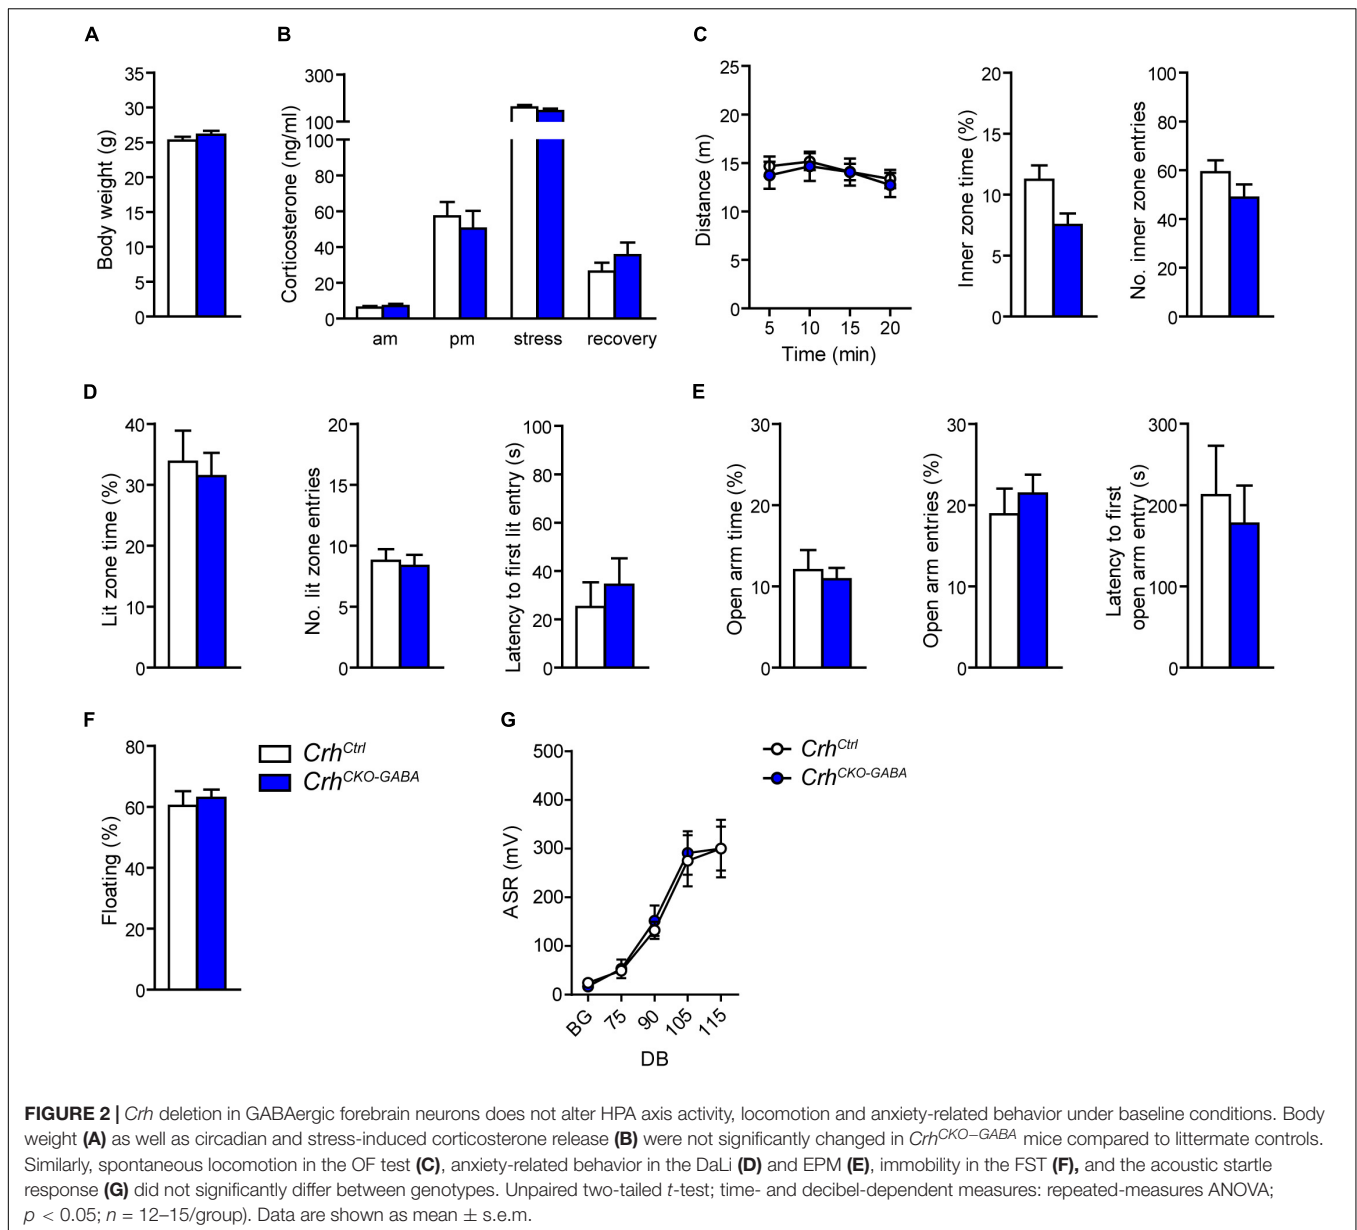 A
B
C
Body weight (g)
35
30
25
20
15
10
5
0
Corticosterone (ng/ml)
300
100
100
80
60
40
20
0
am pm stress recovery
Distance (m)
25
20
15
10
5
0
5 10 15 20
Time (min)
Inner zone time (%)
20
15
10
5
0
No. inner zone entries
100
80
60
40
20
0
D
E
Lit zone time (%)
40
30
20
10
0
No. lit zone entries
20
15
10
5
0
Latency to first lit entry (s)
100
80
60
40
20
0
Open arm time (%)
30
20
10
0
Open arm entries (%)
30
20
10
0
Latency to first
open arm entry (s)
300
200
100
0
F
G
Floating (%)
80
60
40
20
0
Crh^Ctrl
Crh^CKO-GABA
ASR (mV)
500
400
300
200
100
0
BG 75 90 105 115
DB
Crh^Ctrl
Crh^CKO-GABA
FIGURE 2 | Crh deletion in GABAergic forebrain neurons does not alter HPA axis activity, locomotion and anxiety-related behavior under baseline conditions. Body
weight (A) as well as circadian and stress-induced corticosterone release (B) were not significantly changed in Crh^CKO−GABA mice compared to littermate controls.
Similarly, spontaneous locomotion in the OF test (C), anxiety-related behavior in the DaLi (D) and EPM (E), immobility in the FST (F), and the acoustic startle
response (G) did not significantly differ between genotypes. Unpaired two-tailed t-test; time- and decibel-dependent measures: repeated-measures ANOVA;
p < 0.05; n = 12–15/group). Data are shown as mean ± s.e.m.